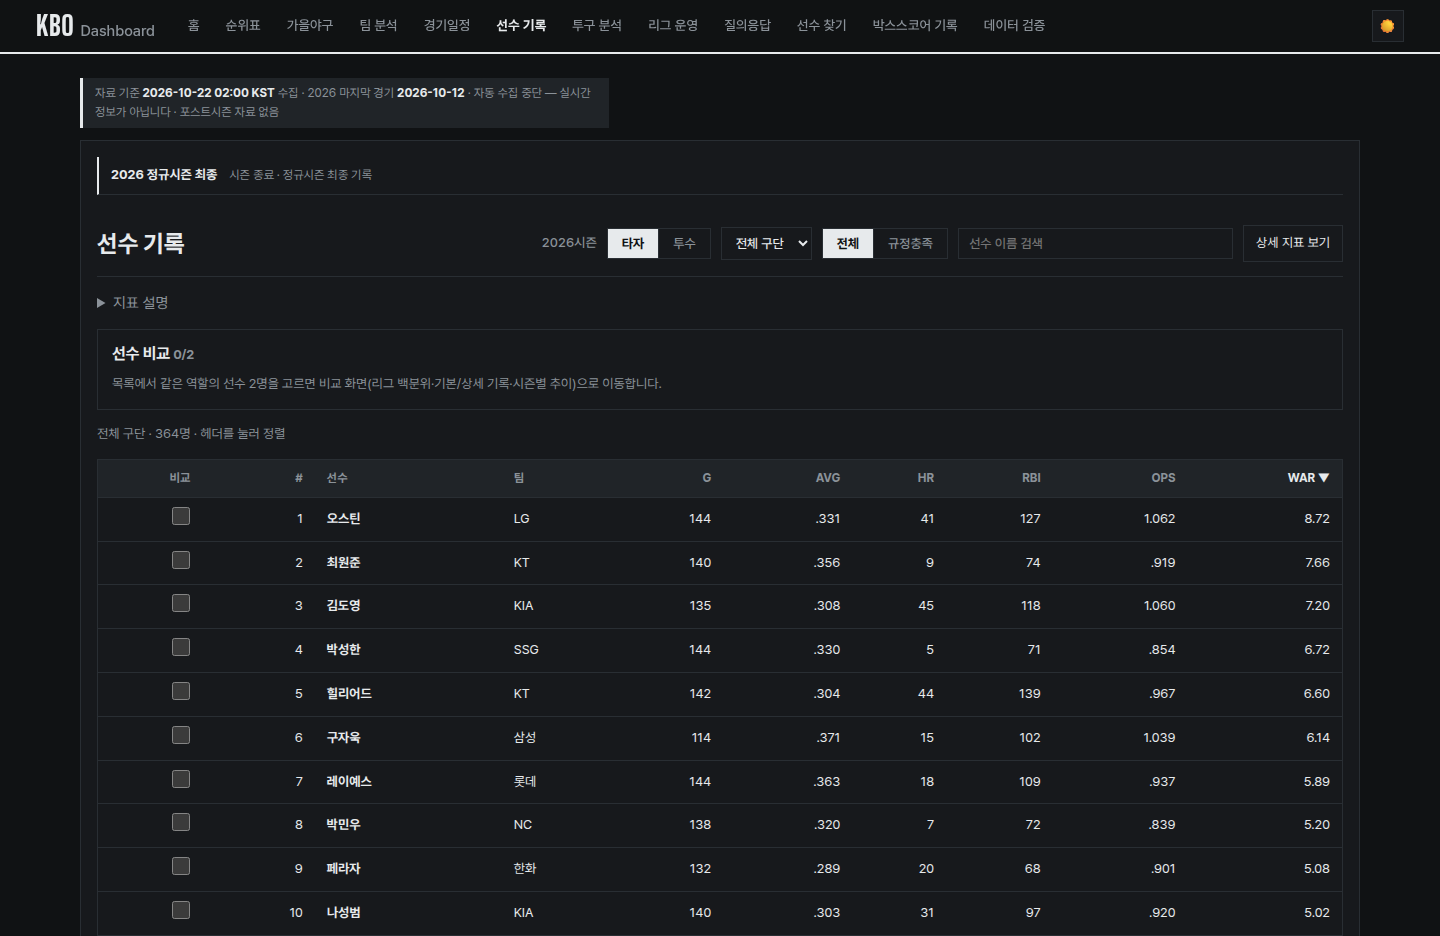 KBO Dashboard 홈 순위표 가을야구 팀 분석 경기일정 선수 기록 투구 분석 리그 운영 질의응답 선수 찾기 박스스코어 기록 데이터 검증
자료 기준 2026-10-22 02:00 KST 수집 · 2026 마지막 경기 2026-10-12 · 자동 수집 중단 — 실시간
정보가 아닙니다 · 포스트시즌 자료 없음
2026 정규시즌 최종 시즌 종료 · 정규시즌 최종 기록
선수 기록 2026시즌 타자 투수 전체 구단 전체 규정충족 선수 이름 검색 상세 지표 보기
▶ 지표 설명
선수 비교 0/2
목록에서 같은 역할의 선수 2명을 고르면 비교 화면(리그 백분위·기본/상세 기록·시즌별 추이)으로 이동합니다.
전체 구단 · 364명 · 헤더를 눌러 정렬
비교 # 선수 팀 G AVG HR RBI OPS WAR ▼
1 오스틴 LG 144 .331 41 127 1.062 8.72
2 최원준 KT 140 .356 9 74 .919 7.66
3 김도영 KIA 135 .308 45 118 1.060 7.20
4 박성한 SSG 144 .330 5 71 .854 6.72
5 힐리어드 KT 142 .304 44 139 .967 6.60
6 구자욱 삼성 114 .371 15 102 1.039 6.14
7 레이예스 롯데 144 .363 18 109 .937 5.89
8 박민우 NC 138 .320 7 72 .839 5.20
9 페라자 한화 132 .289 20 68 .901 5.08
10 나성범 KIA 140 .303 31 97 .920 5.02